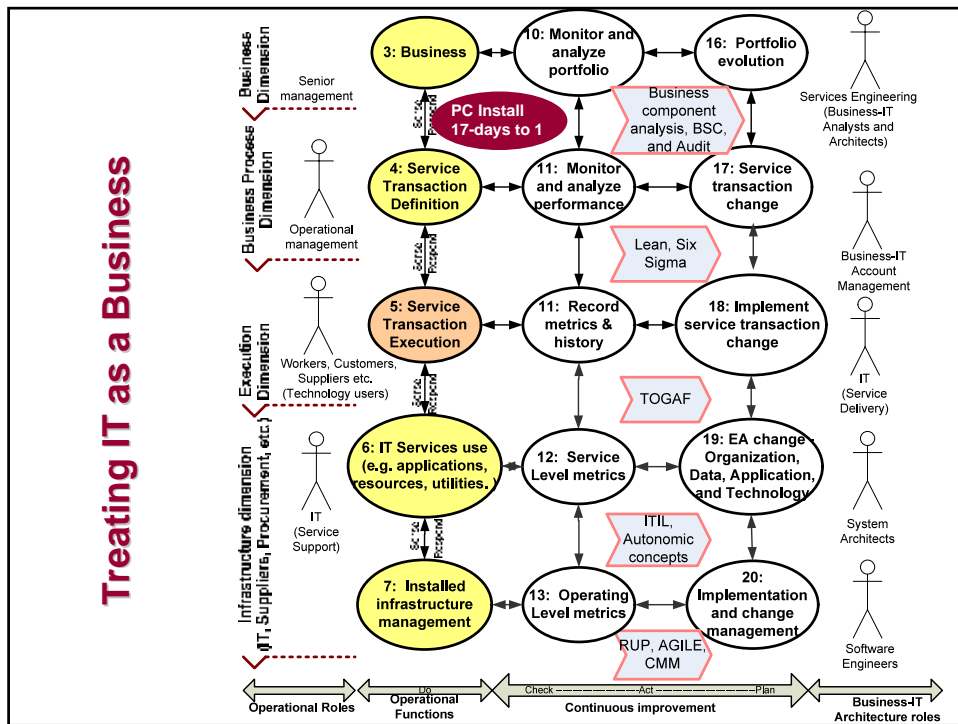 Treating IT as a Business
Business
Dimension
Business Process
Dimension
Execution
Dimension
Infrastructure dimension
(IT, Suppliers, Procurement, etc.)
Senior
management
Operational
management
Workers, Customers,
Suppliers etc.
(Technology users)
IT
(Service
Support)
3: Business
10: Monitor and
analyze
portfolio
16: Portfolio
evolution
Sense
Respond
PC Install
17-days to 1
Business
component
analysis, BSC,
and Audit
Services Engineering
(Business-IT
Analysts and
Architects)
4: Service
Transaction
Definition
11: Monitor
and analyze
performance
17: Service
transaction
change
Sense
Respond
Lean, Six
Sigma
Business-IT
Account
Management
5: Service
Transaction
Execution
11: Record
metrics &
history
18: Implement
service transaction
change
Sense
Respond
TOGAF
IT
(Service
Delivery)
6: IT Services use
(e.g. applications,
resources, utilities. )
12: Service
Level metrics
19: EA change -
Organization,
Data, Application,
and Technology
Sense
Respond
ITIL,
Autonomic
concepts
System
Architects
7: Installed
infrastructure
management
13: Operating
Level metrics
20:
Implementation
and change
management
RUP, AGILE,
CMM
Software
Engineers
Operational Roles
Do
Operational
Functions
Check ---------------------Act --------------------- Plan
Continuous improvement
Business-IT
Architecture roles